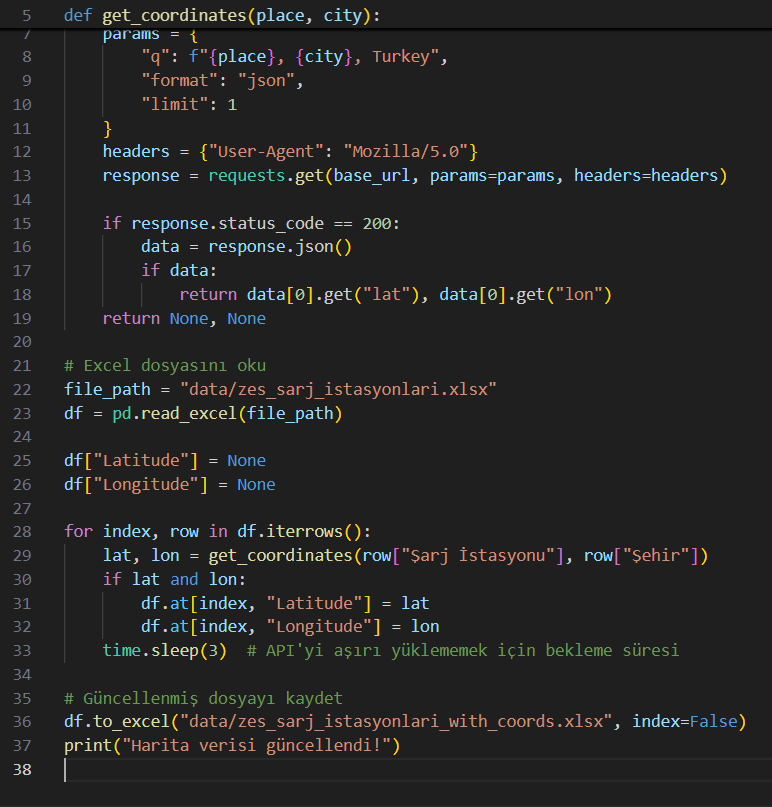 5 def get_coordinates(place, city):
7 params = {
8 "q": f"{place}, {city}, Turkey",
9 "format": "json",
10 "limit": 1
11 }
12 headers = {"User-Agent": "Mozilla/5.0"}
13 response = requests.get(base_url, params=params, headers=headers)
14
15 if response.status_code == 200:
16 data = response.json()
17 if data:
18 return data[0].get("lat"), data[0].get("lon")
19 return None, None
20
21 # Excel dosyasını oku
22 file_path = "data/zes_sarj_istasyonlari.xlsx"
23 df = pd.read_excel(file_path)
24
25 df["Latitude"] = None
26 df["Longitude"] = None
27
28 for index, row in df.iterrows():
29 lat, lon = get_coordinates(row["Şarj İstasyonu"], row["Şehir"])
30 if lat and lon:
31 df.at[index, "Latitude"] = lat
32 df.at[index, "Longitude"] = lon
33 time.sleep(3)  # API'yi aşırı yüklememek için bekleme süresi
34
35 # Güncellenmiş dosyayı kaydet
36 df.to_excel("data/zes_sarj_istasyonlari_with_coords.xlsx", index=False)
37 print("Harita verisi güncellendi!")
38